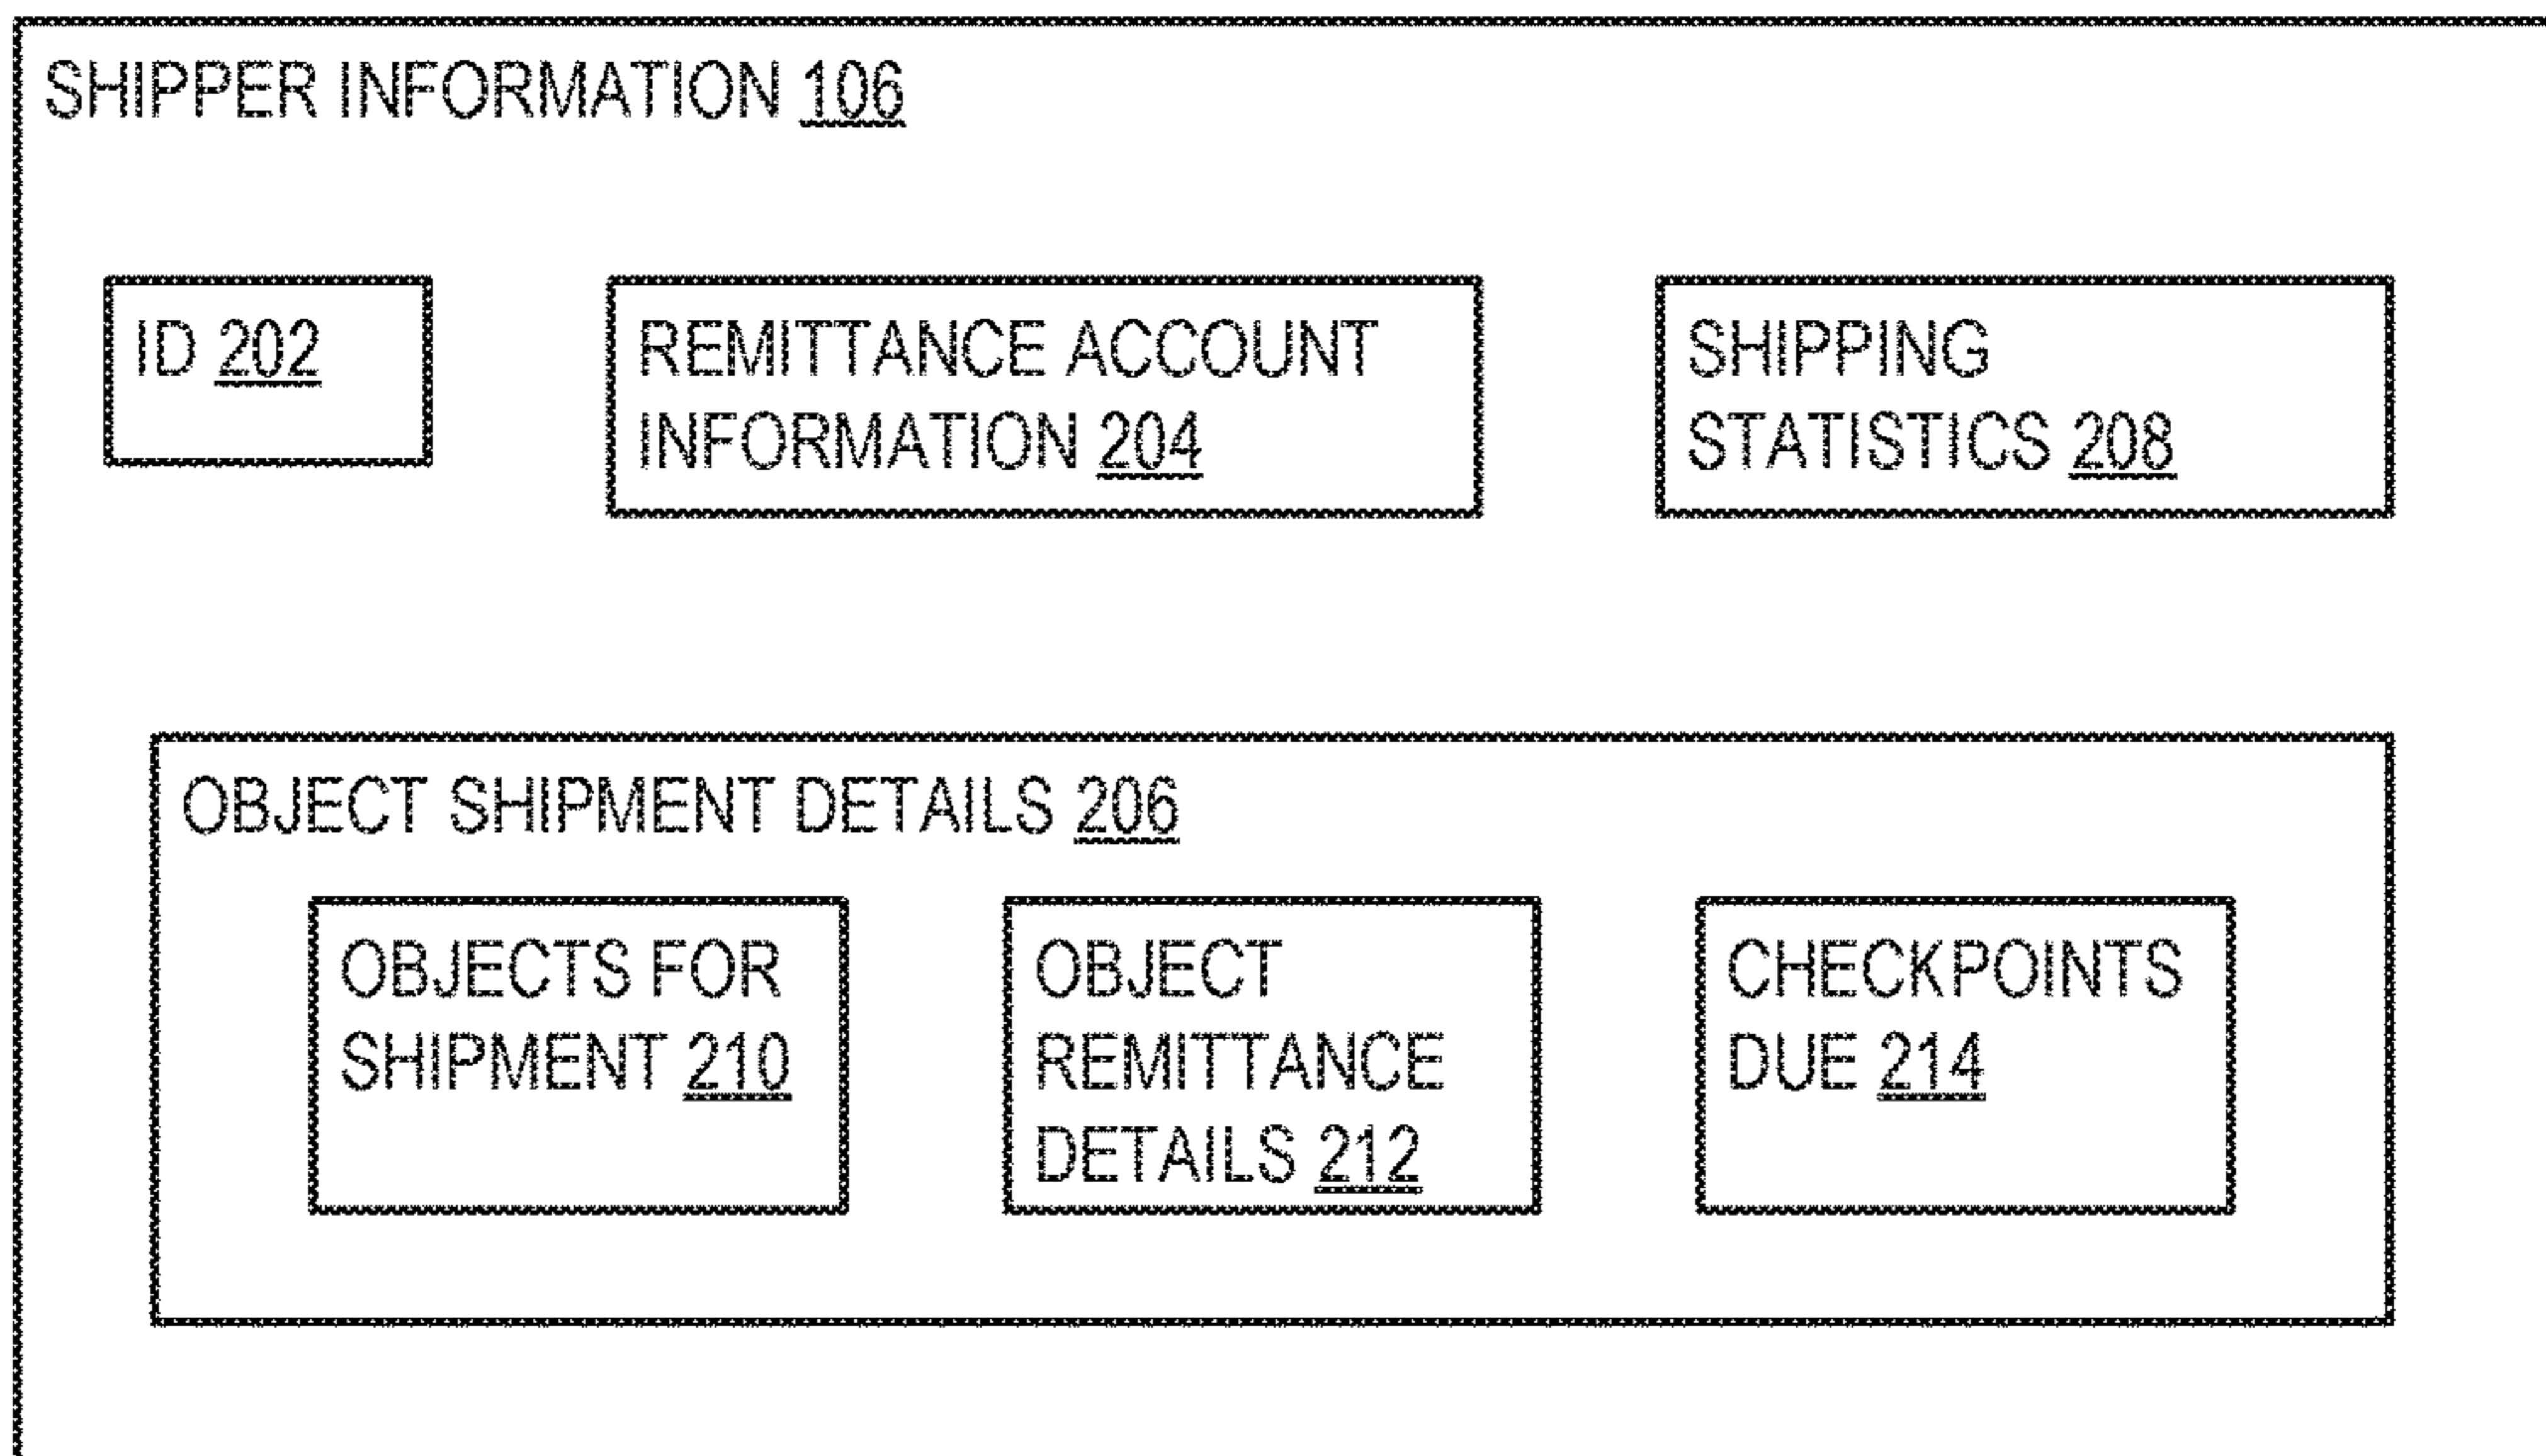 SHIPPER INFORMATION 106
ID 202
REMITTANCE ACCOUNT
INFORMATION 204
SHIPPING
STATISTICS 208
OBJECT SHIPMENT DETAILS 206
OBJECTS FOR
SHIPMENT 210
OBJECT
REMITTANCE
DETAILS 212
CHECKPOINTS
DUE 214